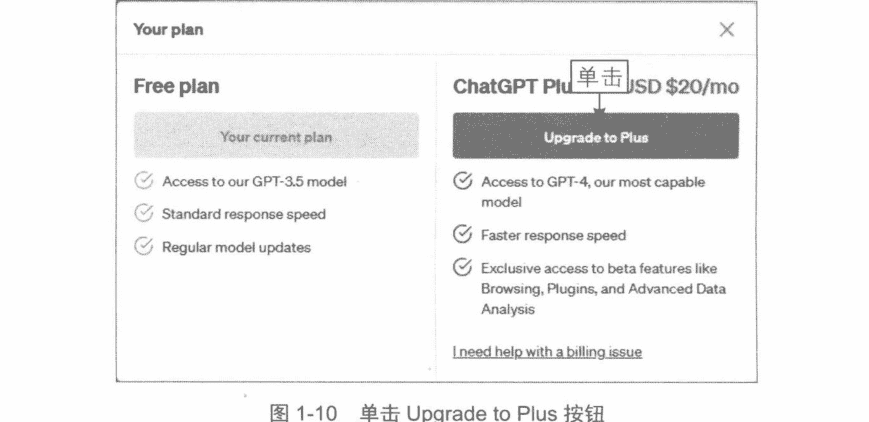 Your plan
Free plan
Your current plan
Access to our GPT-3.5 model
Standard response speed
Regular model updates
ChatGPT Plu USD $20/mo
单击
Upgrade to Plus
Access to GPT-4, our most capable
model
Faster response speed
Exclusive access to beta features like
Browsing, Plugins, and Advanced Data
Analysis
I need help with a billing issue
图 1-10 单击 Upgrade to Plus 按钮